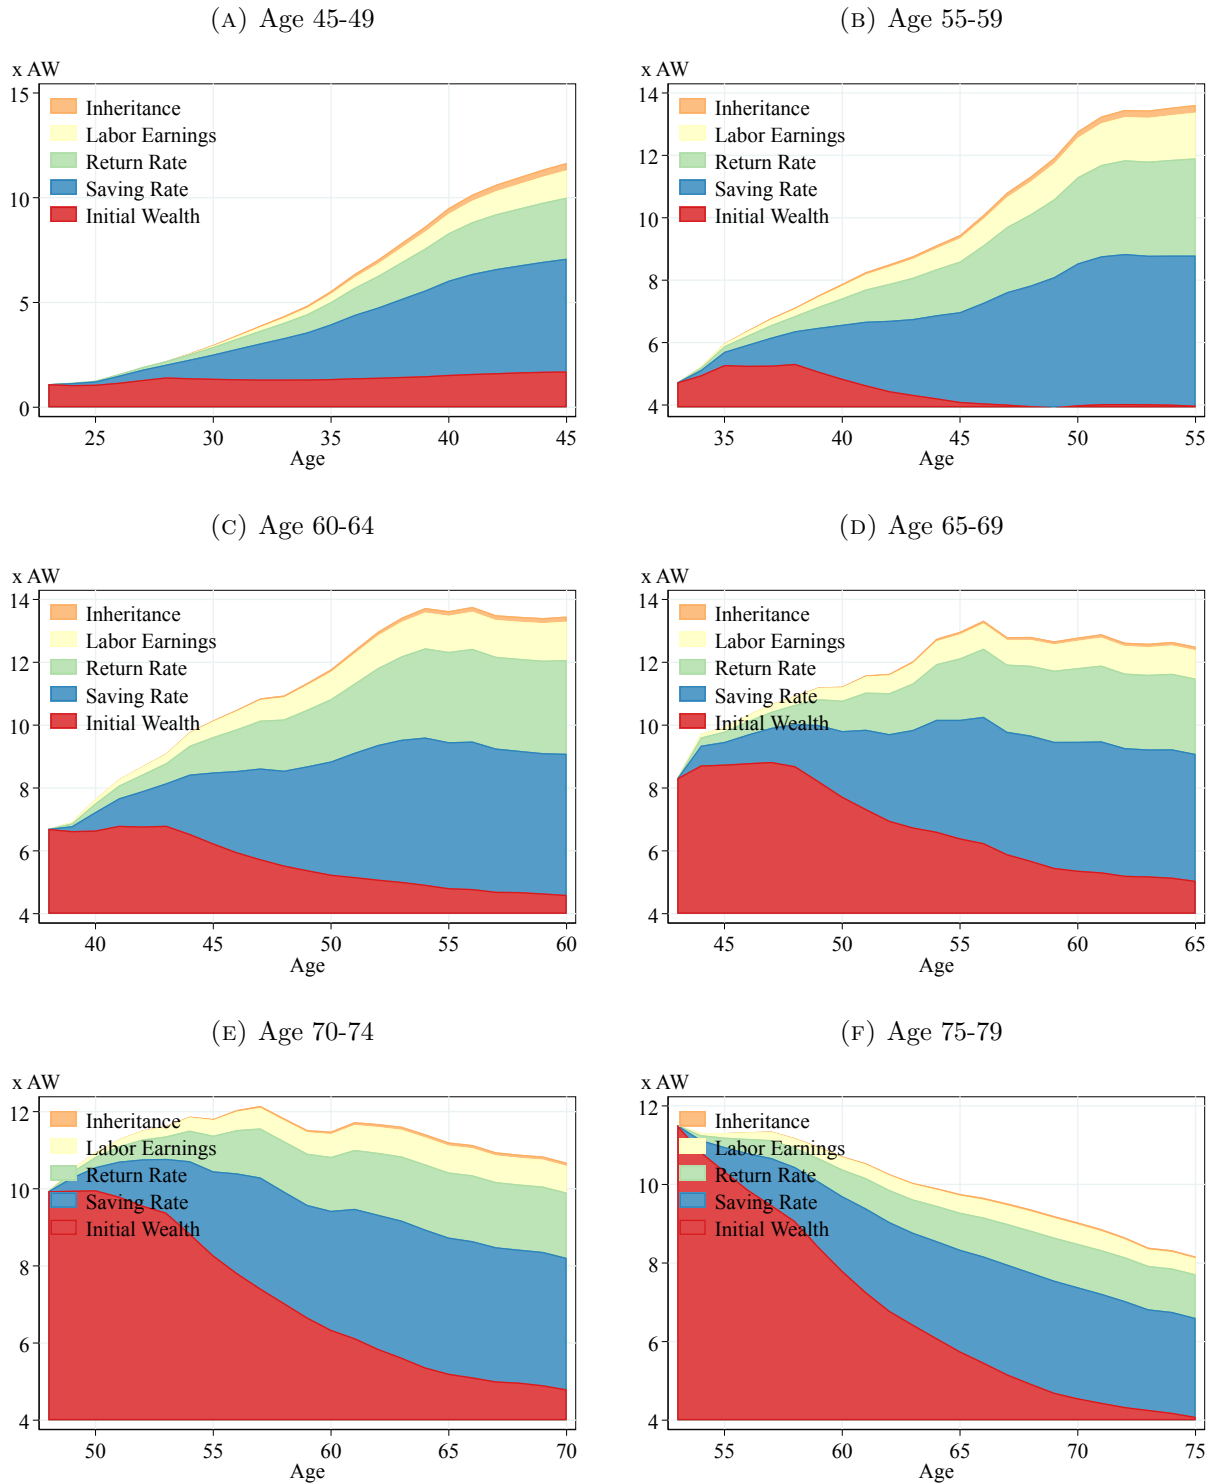 (A) Age 45-49
x AW
15
10
5
0
Inheritance
Labor Earnings
Return Rate
Saving Rate
Initial Wealth
25 30 35 40 45
Age
(B) Age 55-59
x AW
14
12
10
8
6
4
Inheritance
Labor Earnings
Return Rate
Saving Rate
Initial Wealth
35 40 45 50 55
Age
(C) Age 60-64
x AW
14
12
10
8
6
4
Inheritance
Labor Earnings
Return Rate
Saving Rate
Initial Wealth
40 45 50 55 60
Age
(D) Age 65-69
x AW
14
12
10
8
6
4
Inheritance
Labor Earnings
Return Rate
Saving Rate
Initial Wealth
45 50 55 60 65
Age
(E) Age 70-74
x AW
12
10
8
6
4
Inheritance
Labor Earnings
Return Rate
Saving Rate
Initial Wealth
50 55 60 65 70
Age
(F) Age 75-79
x AW
12
10
8
6
4
Inheritance
Labor Earnings
Return Rate
Saving Rate
Initial Wealth
55 60 65 70 75
Age